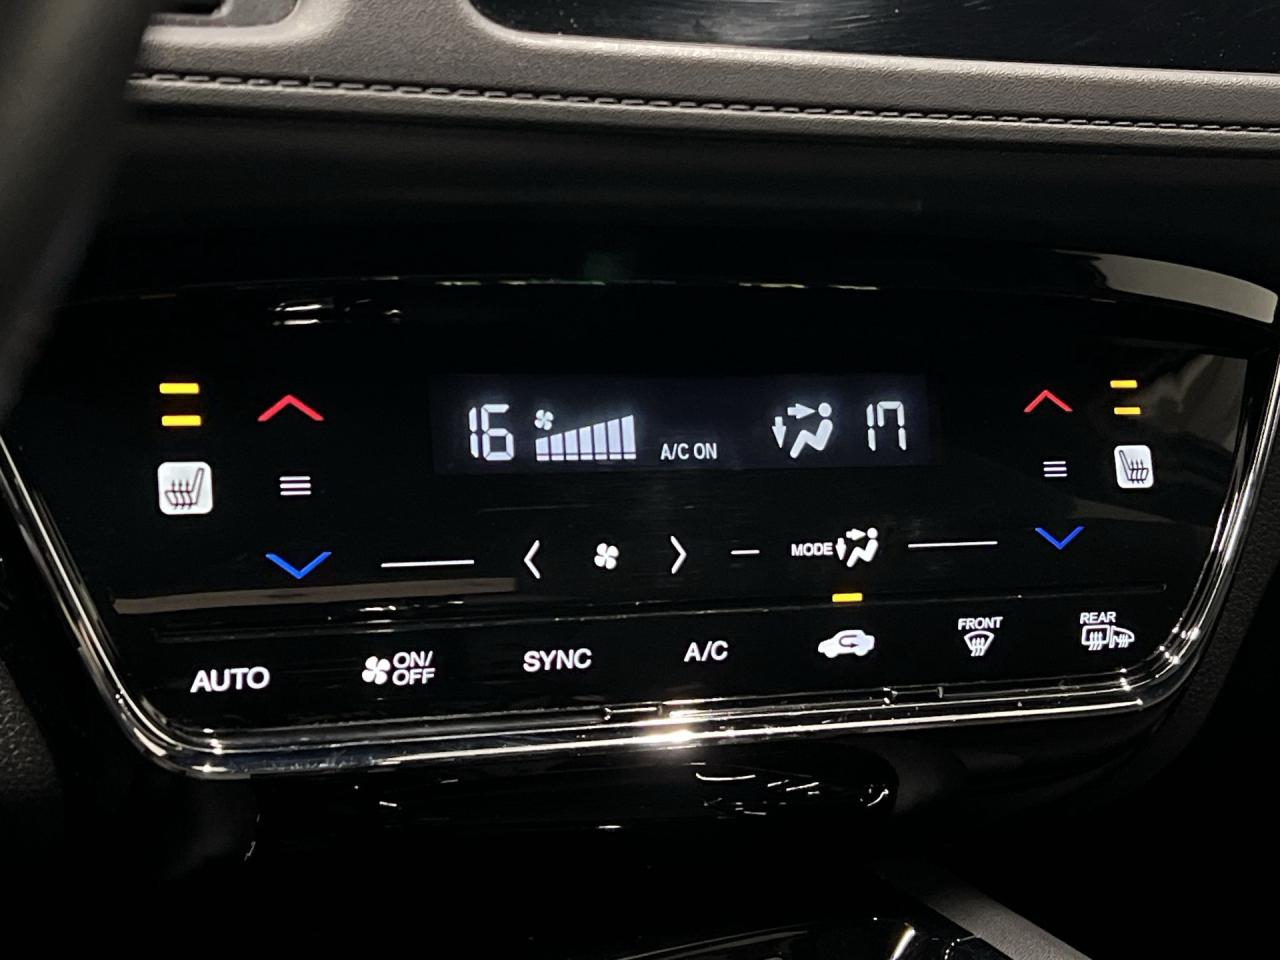 16 A/C ON 17
MODE
AUTO ON/OFF SYNC A/C FRONT REAR